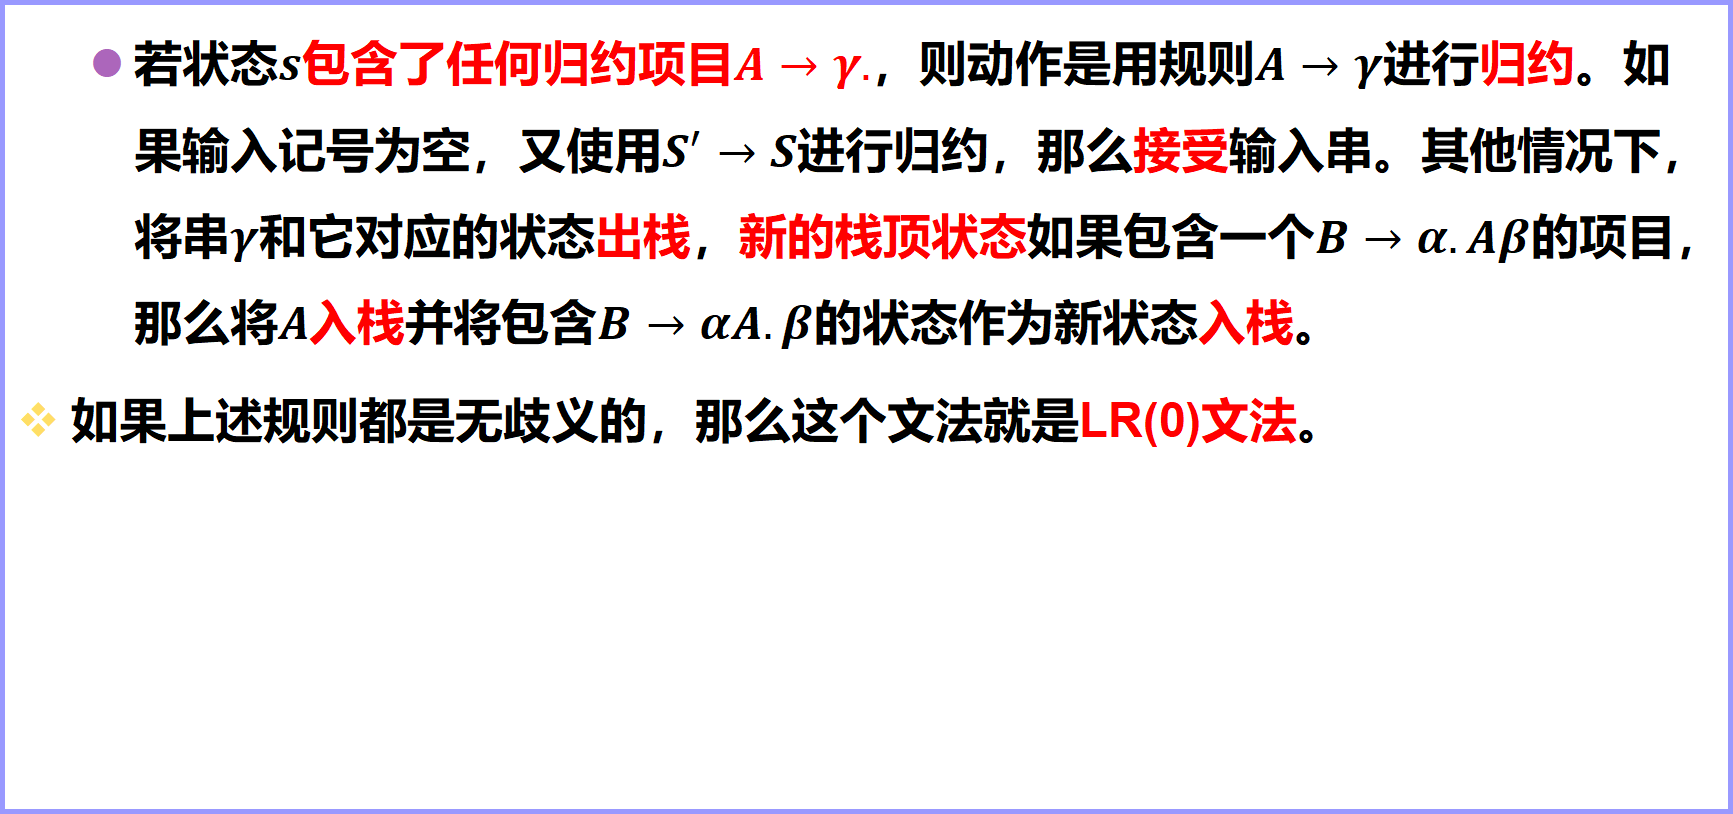 若状态s包含了任何归约项目A → γ.，则动作是用规则A → γ进行归约。如
果输入记号为空，又使用S′ → S进行归约，那么接受输入串。其他情况下，
将串γ和它对应的状态出栈，新的栈顶状态如果包含一个B → α.Aβ的项目，
那么将A入栈并将包含B → αA.β的状态作为新状态入栈。
如果上述规则都是无歧义的，那么这个文法就是LR(0)文法。